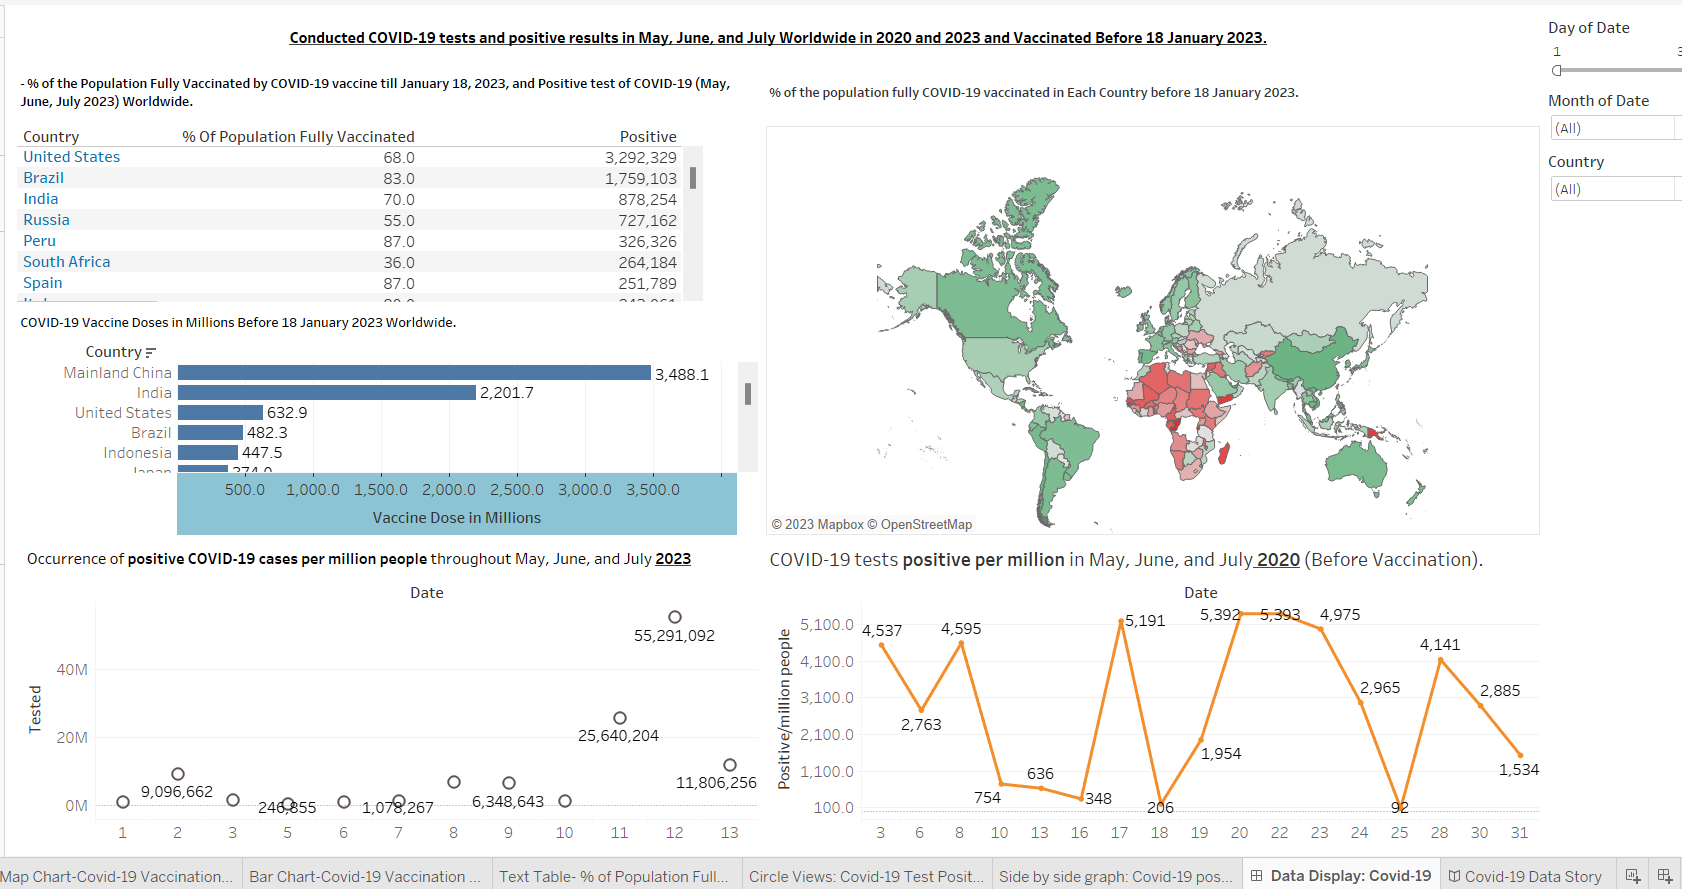 Conducted COVID-19 tests and positive results in May, June, and July Worldwide in 2020 and 2023 and Vaccinated Before 18 January 2023.
Day of Date
1
Month of Date
(All)
Country
(All)
- % of the Population Fully Vaccinated by COVID-19 vaccine till January 18, 2023, and Positive test of COVID-19 (May,
June, July 2023) Worldwide.
Country % Of Population Fully Vaccinated Positive
United States 68.0 3,292,329
Brazil 83.0 1,759,103
India 70.0 878,254
Russia 55.0 727,162
Peru 87.0 326,326
South Africa 36.0 264,184
Spain 87.0 251,789
% of the population fully COVID-19 vaccinated in Each Country before 18 January 2023.
© 2023 Mapbox © OpenStreetMap
COVID-19 Vaccine Doses in Millions Before 18 January 2023 Worldwide.
Country
Mainland China 3,488.1
India 2,201.7
United States 632.9
Brazil 482.3
Indonesia 447.5
Japan 374.0
500.0 1,000.0 1,500.0 2,000.0 2,500.0 3,000.0 3,500.0
Vaccine Dose in Millions
Occurrence of positive COVID-19 cases per million people throughout May, June, and July 2023
Date
Tested
40M
20M
0M
55,291,092
25,640,204
11,806,256
9,096,662
246,855
1,078,267
6,348,643
1 2 3 5 6 7 8 9 10 11 12 13
COVID-19 tests positive per million in May, June, and July 2020 (Before Vaccination).
Date
Positive/million people
5,100.0
4,100.0
3,100.0
2,100.0
1,100.0
100.0
4,537
2,763
4,595
754
636
348
5,191
206
1,954
5,392
5,393
4,975
2,965
92
4,141
2,885
1,534
3 6 8 10 13 16 17 18 19 20 22 23 24 25 28 30 31
Map Chart-Covid-19 Vaccination...
Bar Chart-Covid-19 Vaccination ...
Text Table- % of Population Full...
Circle Views: Covid-19 Test Posit...
Side by side graph: Covid-19 pos...
Data Display: Covid-19
Covid-19 Data Story